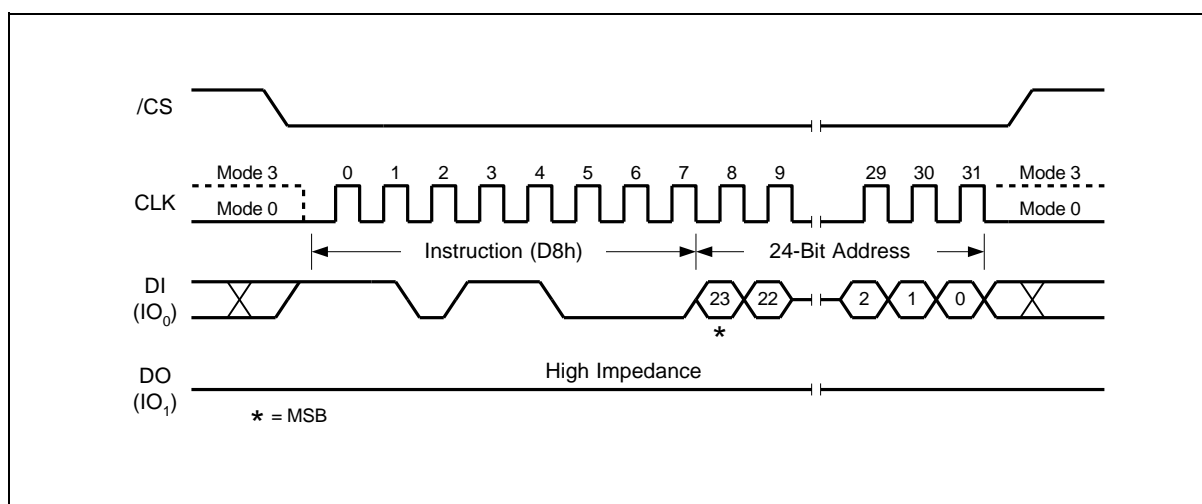 /CS
Mode 3 0 1 2 3 4 5 6 7 8 9 29 30 31 Mode 3
CLK
Mode 0 Mode 0
Instruction (D8h) 24-Bit Address
DI
(IO0)
23 22 2 1 0
*
High Impedance
DO
(IO1)
* = MSB